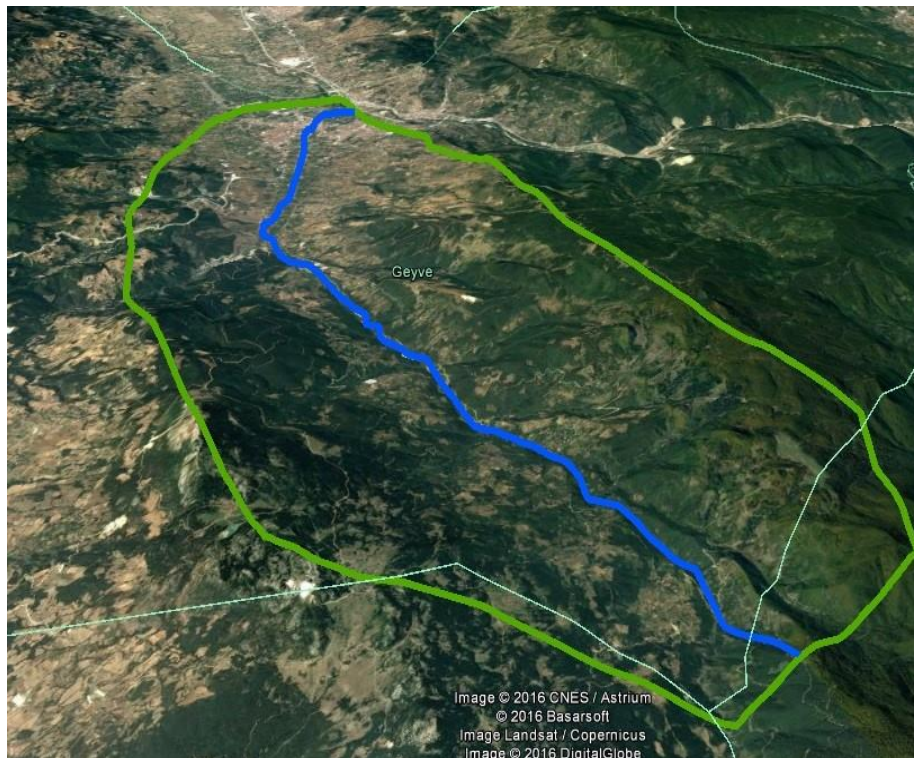 Geyve
Image © 2016 CNES / Astrium
© 2016 Basarsoft
Image Landsat / Copernicus
Image © 2016 DigitalGlobe